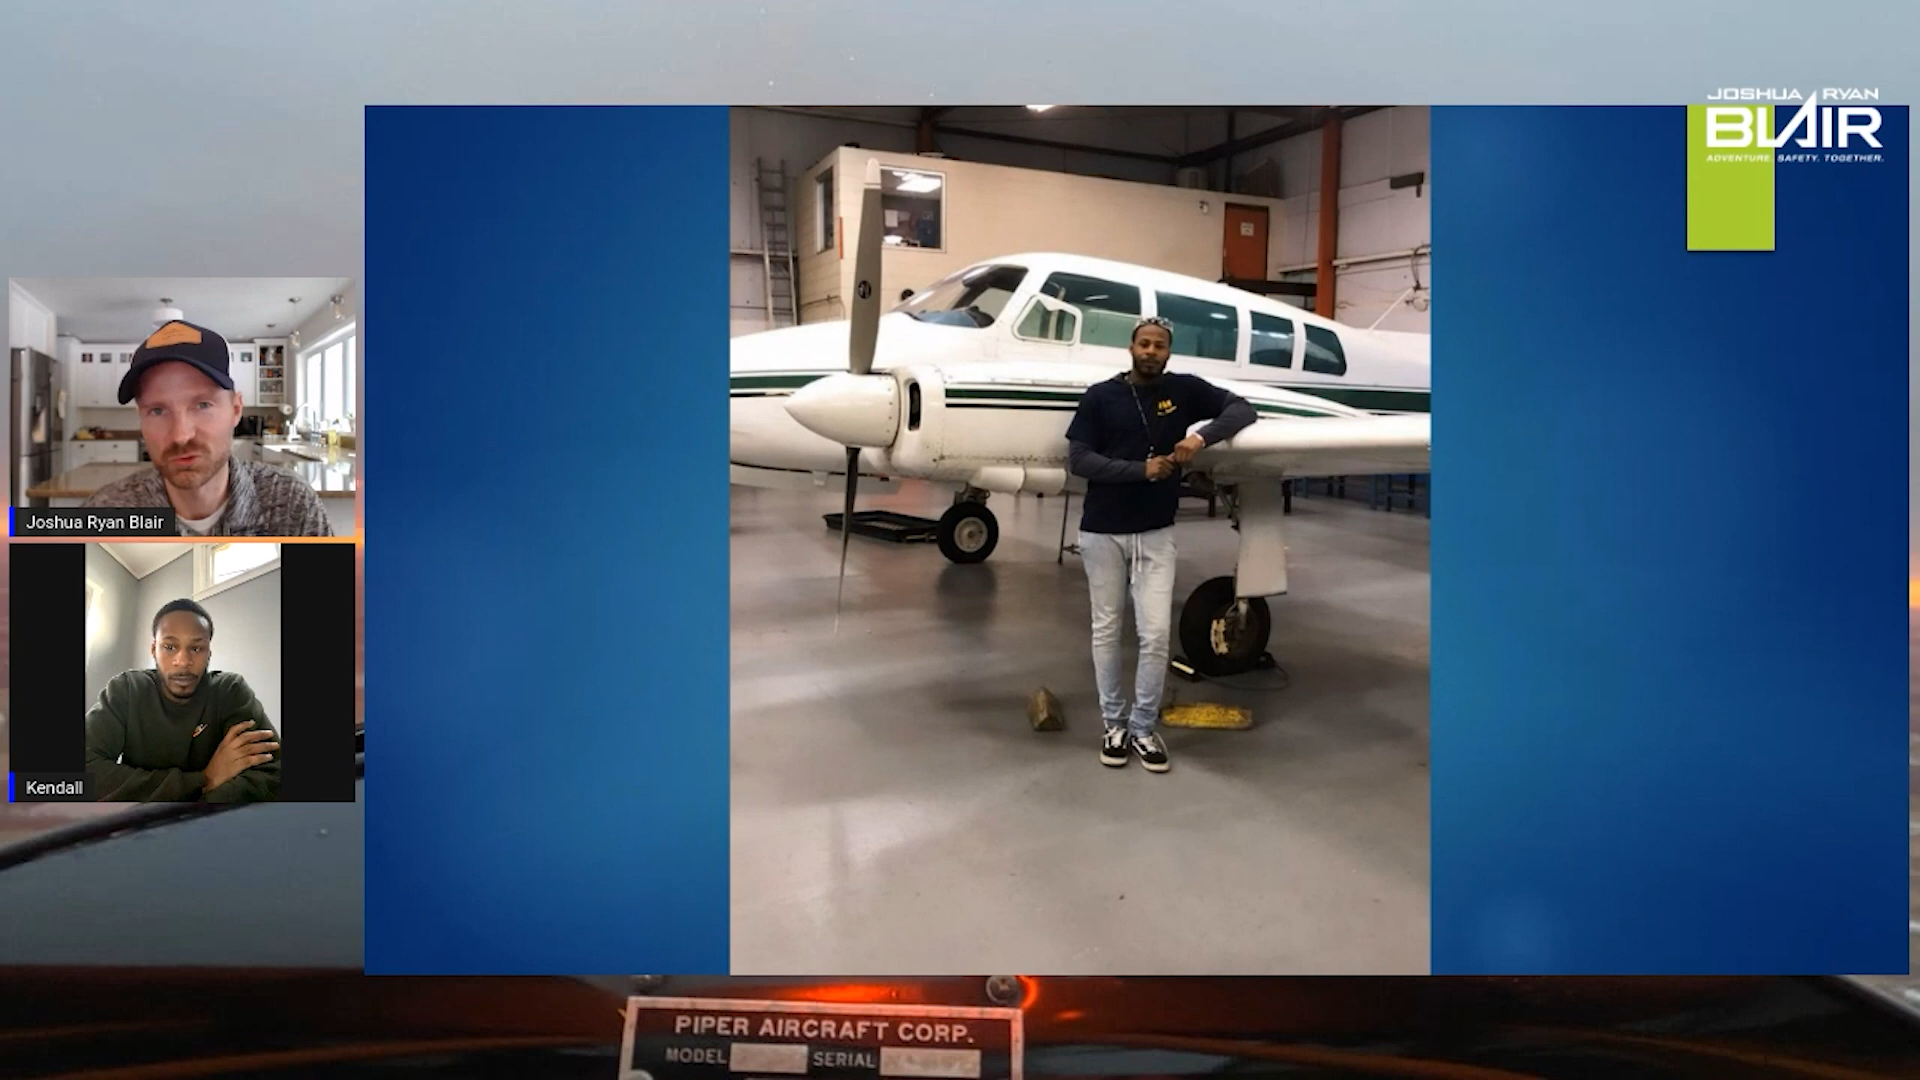 JOSHUA RYAN
BLAIR
ADVENTURE. SAFETY. TOGETHER.
Joshua Ryan Blair
Kendall
PIPER AIRCRAFT CORP.
MODEL SERIAL